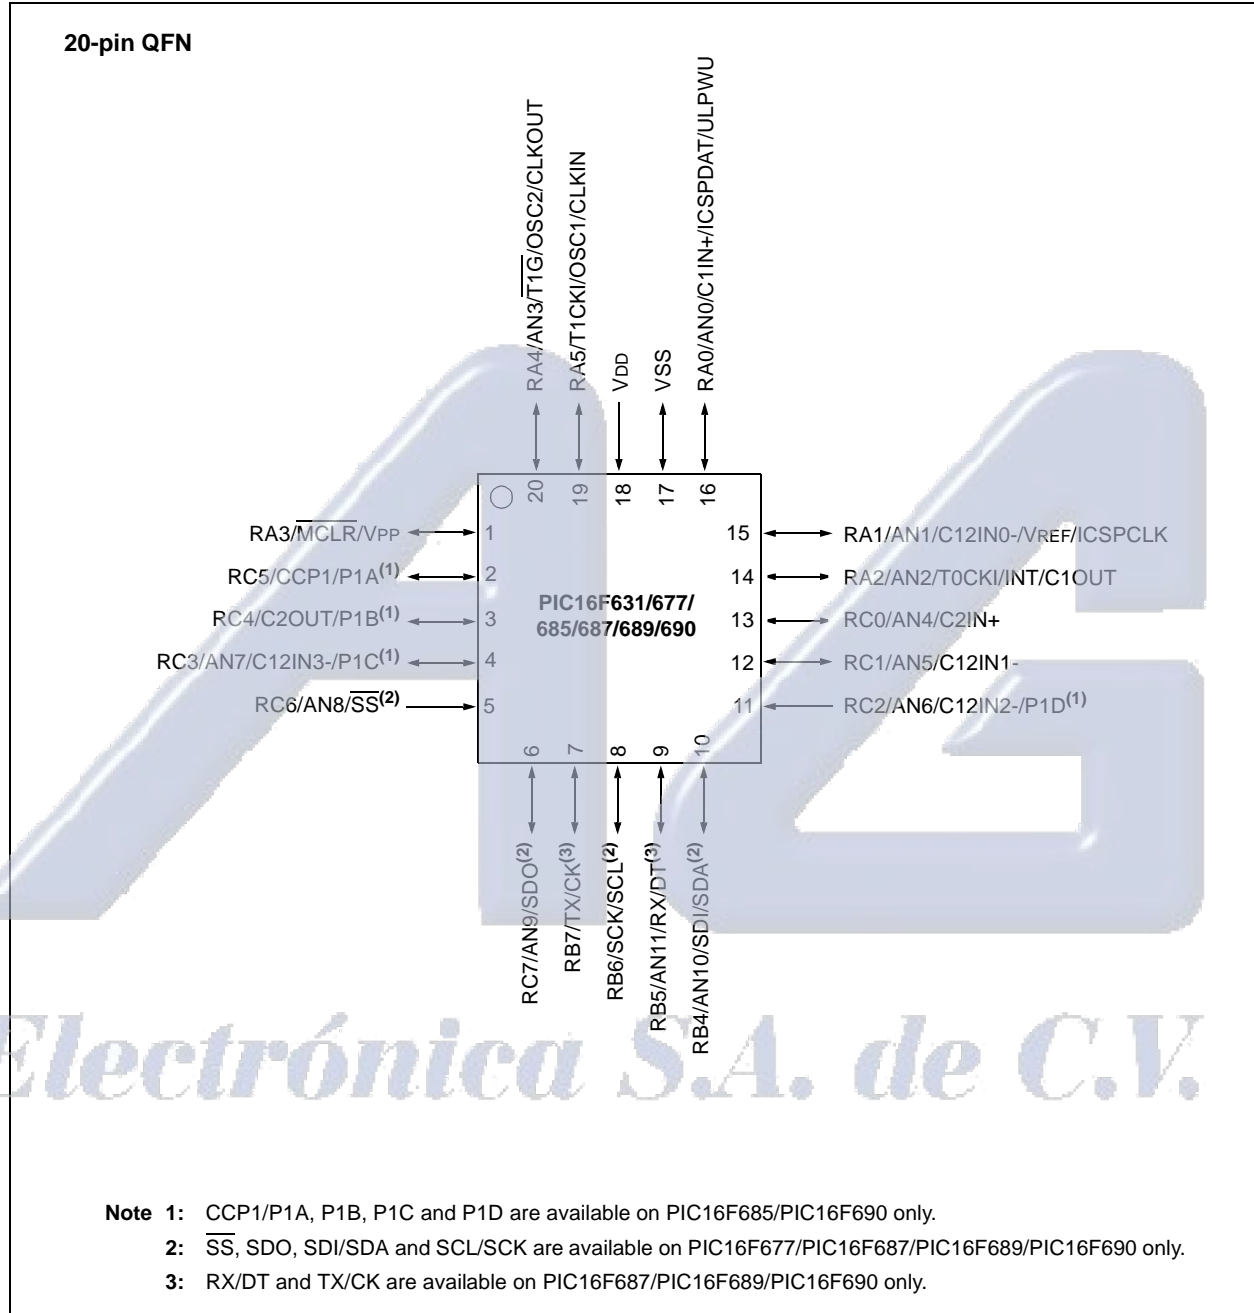 20-pin QFN
RA4/AN3/T1G/OSC2/CLKOUT
RA5/T1CKI/OSC1/CLKIN
VDD
VSS
RA0/AN0/C1IN+/ICSPDAT/ULPWU
20
19
18
17
16
RA3/MCLR/VPP
1
15
RA1/AN1/C12IN0-/VREF/ICSPCLK
RC5/CCP1/P1A(1)
2
14
RA2/AN2/T0CKI/INT/C1OUT
PIC16F631/677/
685/687/689/690
RC4/C2OUT/P1B(1)
3
13
RC0/AN4/C2IN+
RC3/AN7/C12IN3-/P1C(1)
4
12
RC1/AN5/C12IN1-
RC6/AN8/SS(2)
5
11
RC2/AN6/C12IN2-/P1D(1)
6
7
8
9
10
RC7/AN9/SDO(2)
RB7/TX/CK(3)
RB6/SCK/SCL(2)
RB5/AN11/RX/DT(3)
RB4/AN10/SDI/SDA(2)
AG
Electrónica S.A. de C.V.
Note 1: CCP1/P1A, P1B, P1C and P1D are available on PIC16F685/PIC16F690 only.
2: SS, SDO, SDI/SDA and SCL/SCK are available on PIC16F677/PIC16F687/PIC16F689/PIC16F690 only.
3: RX/DT and TX/CK are available on PIC16F687/PIC16F689/PIC16F690 only.